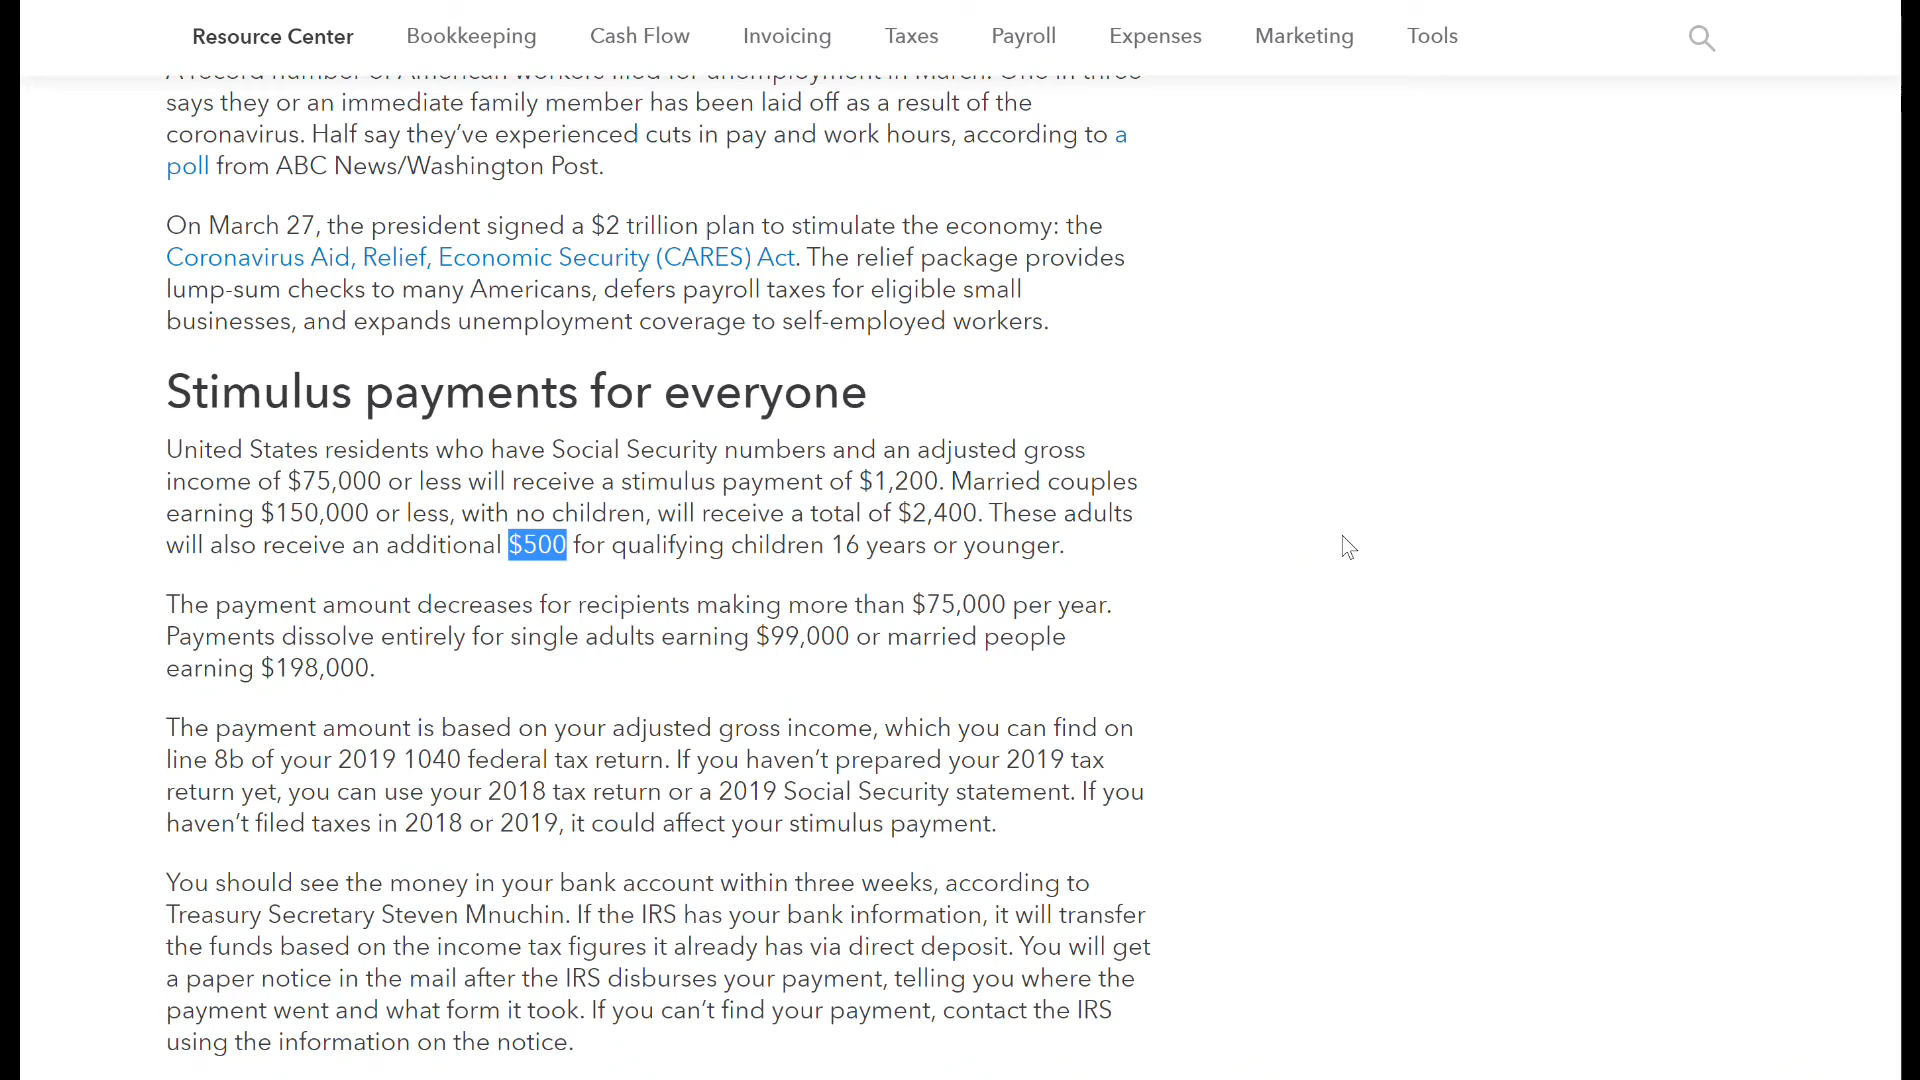 Resource Center Bookkeeping Cash Flow Invoicing Taxes Payroll Expenses Marketing Tools
A record number of American workers filed for unemployment in March. One in three
says they or an immediate family member has been laid off as a result of the
coronavirus. Half say they’ve experienced cuts in pay and work hours, according to a
poll from ABC News/Washington Post.
On March 27, the president signed a $2 trillion plan to stimulate the economy: the
Coronavirus Aid, Relief, Economic Security (CARES) Act. The relief package provides
lump-sum checks to many Americans, defers payroll taxes for eligible small
businesses, and expands unemployment coverage to self-employed workers.
Stimulus payments for everyone
United States residents who have Social Security numbers and an adjusted gross
income of $75,000 or less will receive a stimulus payment of $1,200. Married couples
earning $150,000 or less, with no children, will receive a total of $2,400. These adults
will also receive an additional $500 for qualifying children 16 years or younger.
The payment amount decreases for recipients making more than $75,000 per year.
Payments dissolve entirely for single adults earning $99,000 or married people
earning $198,000.
The payment amount is based on your adjusted gross income, which you can find on
line 8b of your 2019 1040 federal tax return. If you haven’t prepared your 2019 tax
return yet, you can use your 2018 tax return or a 2019 Social Security statement. If you
haven’t filed taxes in 2018 or 2019, it could affect your stimulus payment.
You should see the money in your bank account within three weeks, according to
Treasury Secretary Steven Mnuchin. If the IRS has your bank information, it will transfer
the funds based on the income tax figures it already has via direct deposit. You will get
a paper notice in the mail after the IRS disburses your payment, telling you where the
payment went and what form it took. If you can’t find your payment, contact the IRS
using the information on the notice.